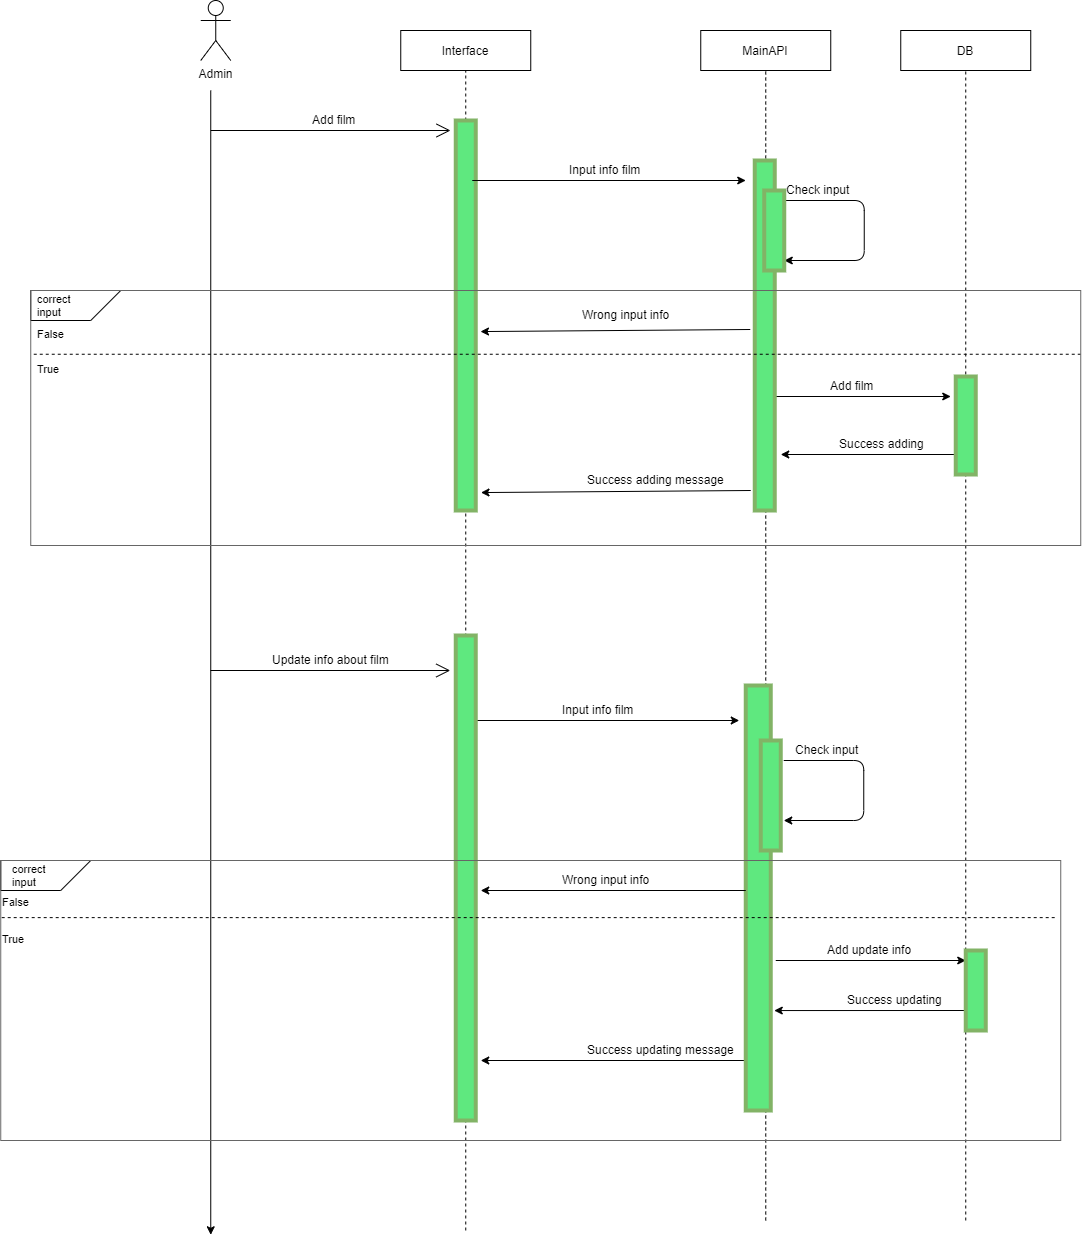 Admin
Interface
MainAPI
DB
Add film
Input info film
Check input
correct
input
Wrong input info
False
True
Add film
Success adding
Success adding message
Update info about film
Input info film
Check input
correct
input
Wrong input info
False
True
Add update info
Success updating
Success updating message